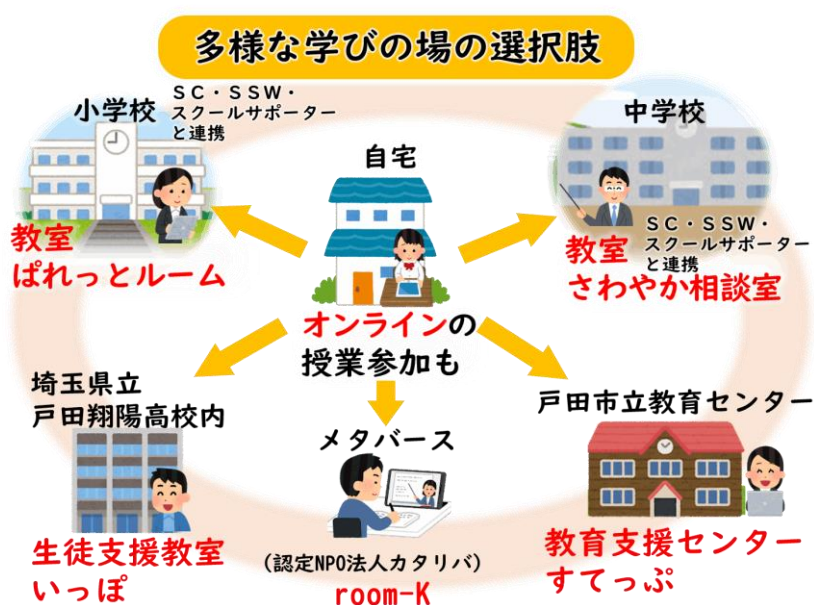 多様な学びの場の選択肢
小学校
SC・SSW・
スクールサポーター
と連携
教室
ぱれっとルーム
自宅
オンラインの
授業参加も
中学校
SC・SSW・
スクールサポーター
と連携
教室
さわやか相談室
埼玉県立
戸田翔陽高校内
生徒支援教室
いっぽ
メタバース
(認定NPO法人カタリバ)
room-K
戸田市立教育センター
教育支援センター
すてっぷ